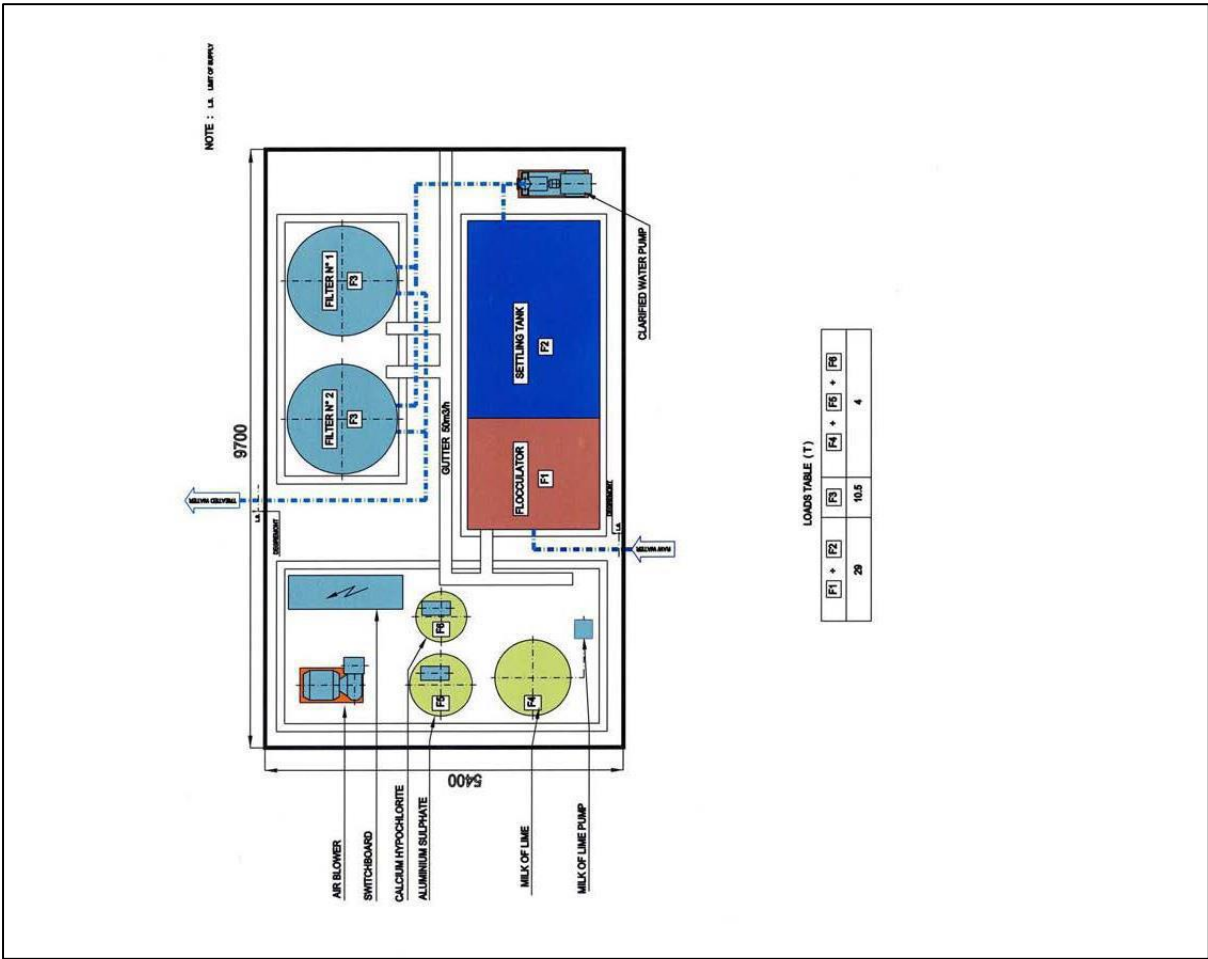 NOTE : L.S. LIMIT OF SUPPLY
9700
5400
TREATED WATER
L.S.
DEGREMONT
FILTER N° 1
F3
FILTER N° 2
F3
GUTTER 50m3/h
SETTLING TANK
F2
FLOCCULATOR
F1
CLARIFIED WATER PUMP
DEGREMONT
L.S.
RAW WATER
F6
F5
F4
AIR BLOWER
SWITCHBOARD
CALCIUM HYPOCHLORITE
ALUMINIUM SULPHATE
MILK OF LIME
MILK OF LIME PUMP
LOADS TABLE ( T )
F1 + F2 F3 F4 + F5 + F6
29 10.5 4